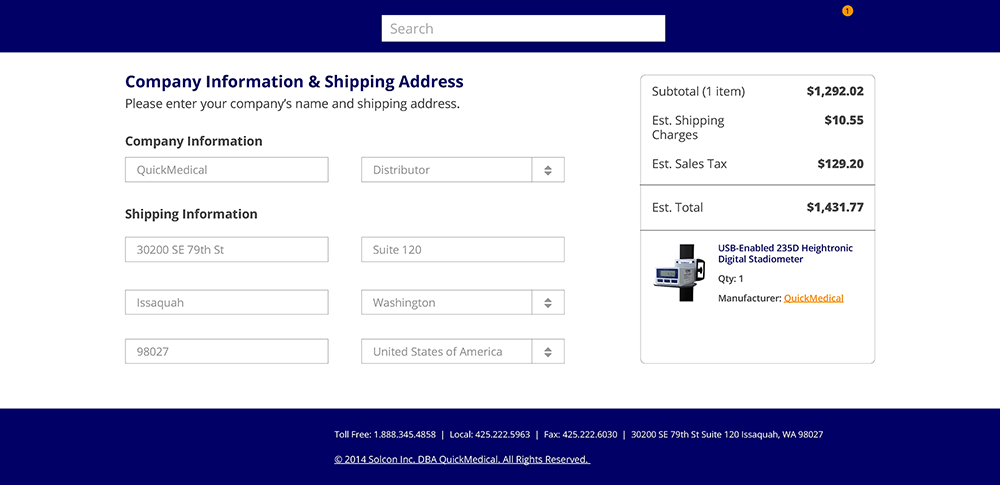 1
Search
Company Information & Shipping Address
Please enter your company's name and shipping address.
Company Information
QuickMedical
Distributor
Shipping Information
30200 SE 79th St
Suite 120
Issaquah
Washington
98027
United States of America
Subtotal (1 item) $1,292.02
Est. Shipping
Charges $10.55
Est. Sales Tax $129.20
Est. Total $1,431.77
USB-Enabled 235D Heightronic
Digital Stadiometer
Qty: 1
Manufacturer: QuickMedical
Toll Free: 1.888.345.4858 | Local: 425.222.5963 | Fax: 425.222.6030 | 30200 SE 79th St Suite 120 Issaquah, WA 98027
© 2014 Solcon Inc. DBA QuickMedical. All Rights Reserved.